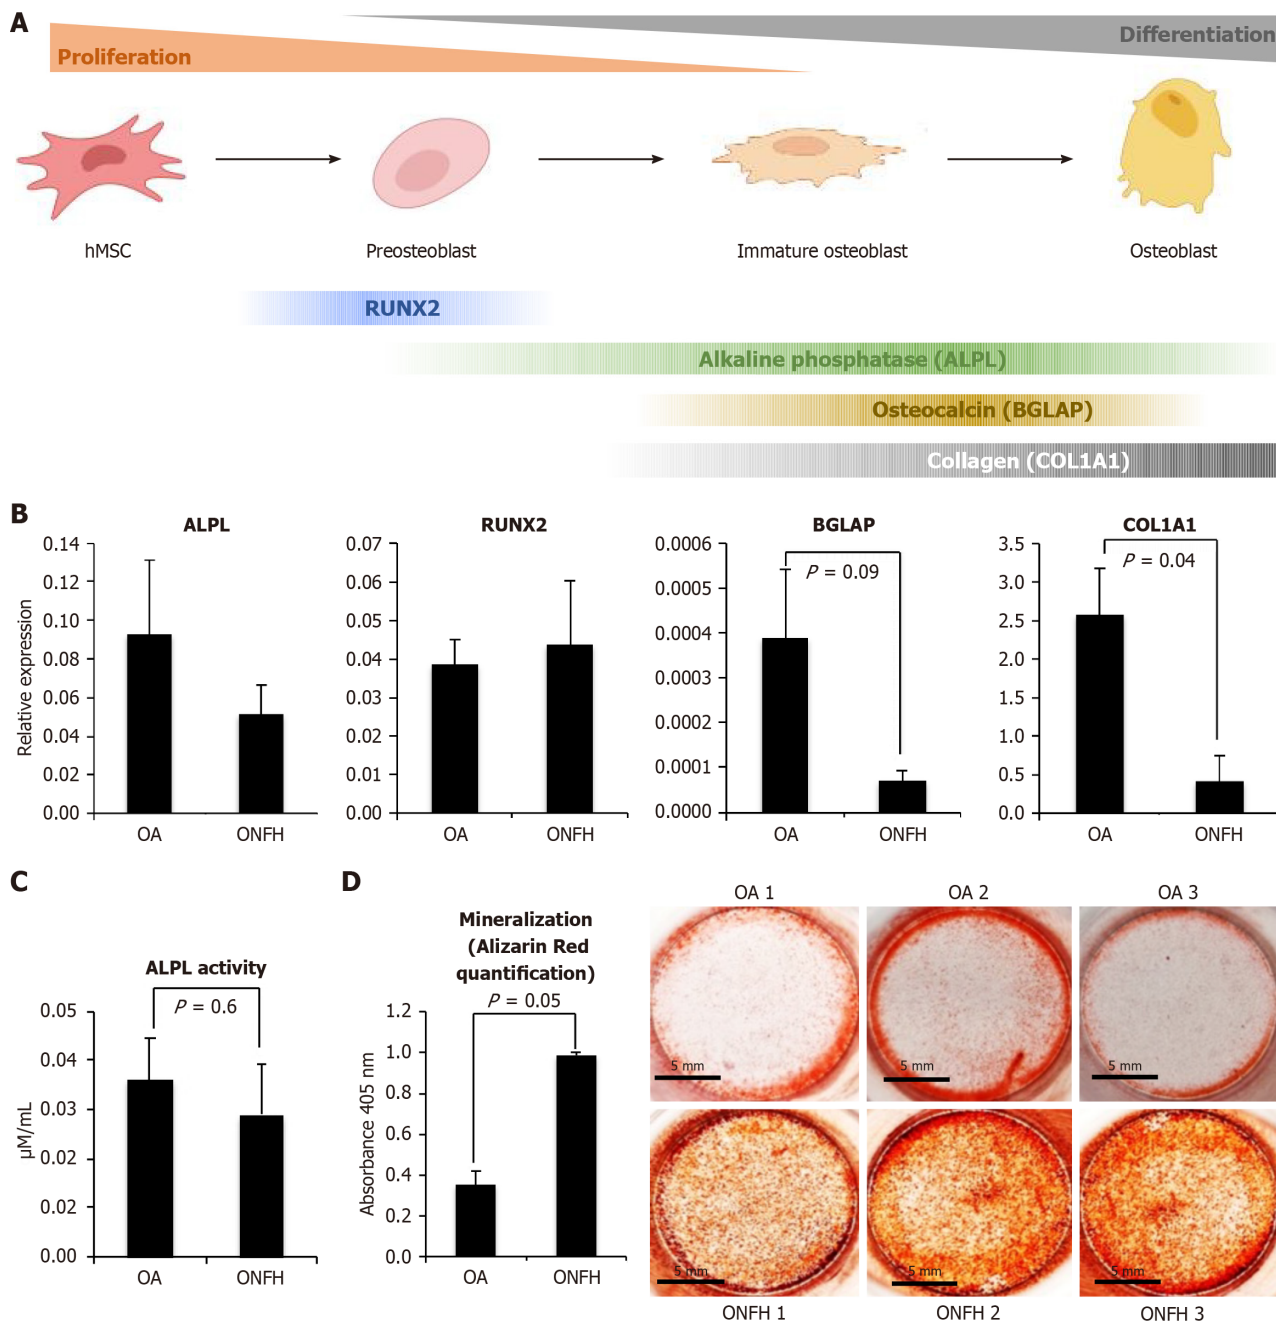 A
Proliferation
Differentiation
hMSC
Preosteoblast
Immature osteoblast
Osteoblast
RUNX2
Alkaline phosphatase (ALPL)
Osteocalcin (BGLAP)
Collagen (COL1A1)
B
ALPL
Relative expression
0.14
0.12
0.10
0.08
0.06
0.04
0.02
0.00
OA
ONFH
RUNX2
0.07
0.06
0.05
0.04
0.03
0.02
0.01
0.00
OA
ONFH
BGLAP
P = 0.09
0.0006
0.0005
0.0004
0.0003
0.0002
0.0001
0.0000
OA
ONFH
COL1A1
P = 0.04
3.5
3.0
2.5
2.0
1.5
1.0
0.5
0.0
OA
ONFH
C
ALPL activity
P = 0.6
µM/mL
0.05
0.04
0.03
0.02
0.02
0.00
OA
ONFH
D
Mineralization
(Alizarin Red
quantification)
P = 0.05
Absorbance 405 nm
1.2
1.0
0.8
0.6
0.4
0.2
0.0
OA
ONFH
OA 1
OA 2
OA 3
5 mm
5 mm
5 mm
5 mm
5 mm
5 mm
ONFH 1
ONFH 2
ONFH 3